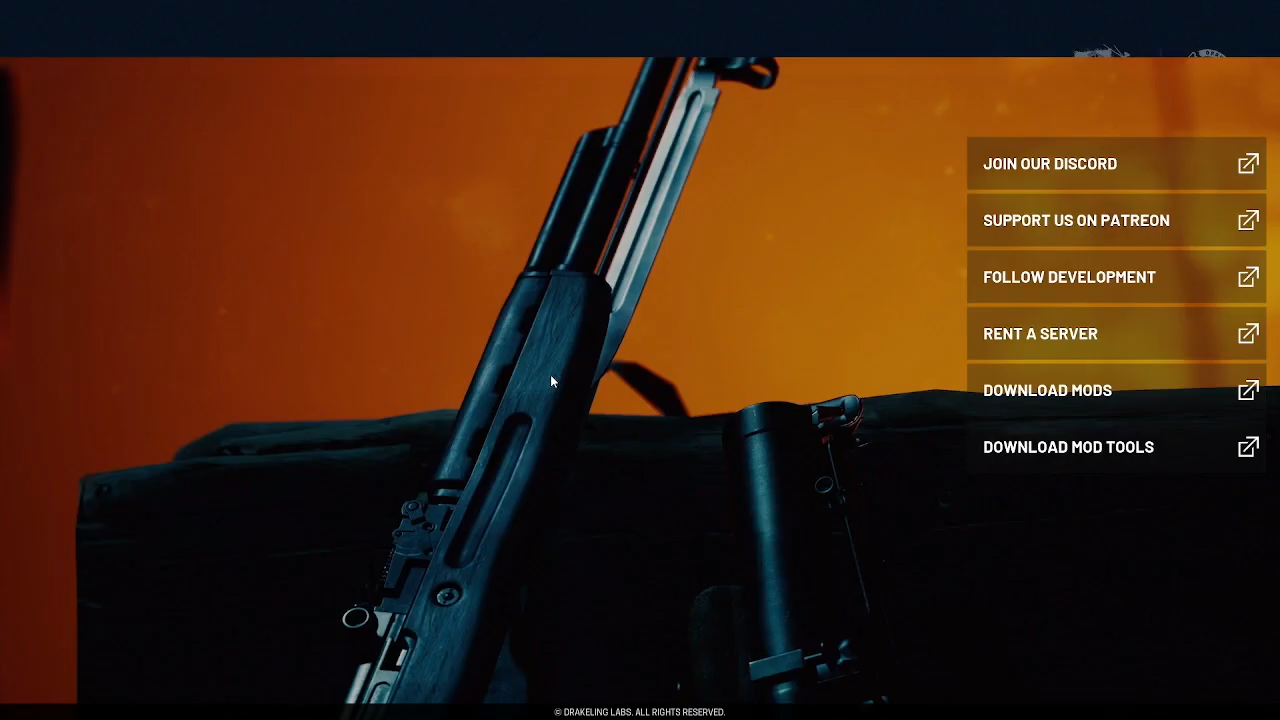 JOIN OUR DISCORD
SUPPORT US ON PATREON
FOLLOW DEVELOPMENT
RENT A SERVER
DOWNLOAD MODS
DOWNLOAD MOD TOOLS
© DRAKELING LABS. ALL RIGHTS RESERVED.